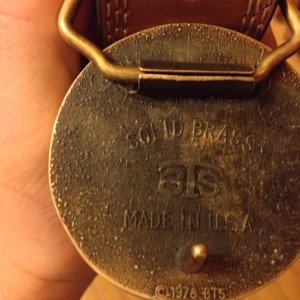 SOLID BRASS
BTS
MADE IN U.S.A.
©1978 BTS